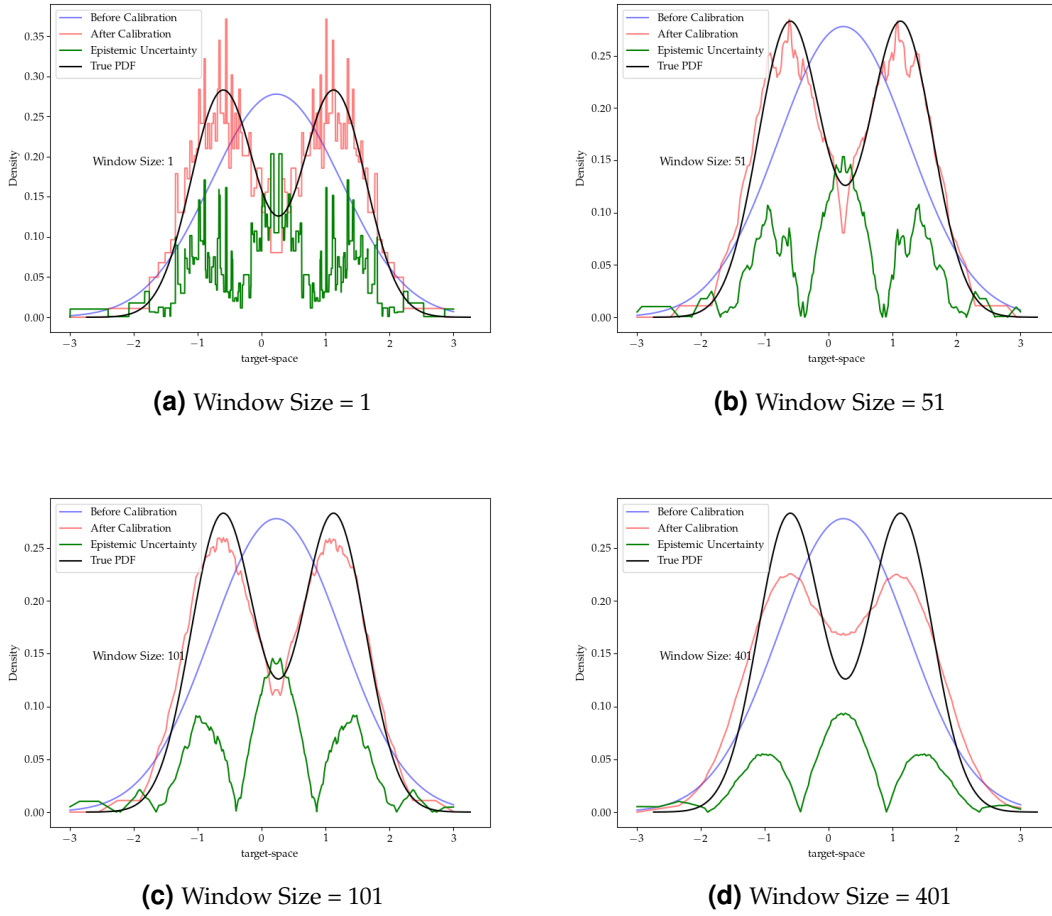 Before Calibration
After Calibration
Epistemic Uncertainty
True PDF
Window Size: 1
Density
0.35
0.30
0.25
0.20
0.15
0.10
0.05
0.00
−3 −2 −1 0 1 2 3
target-space
(a) Window Size = 1
Before Calibration
After Calibration
Epistemic Uncertainty
True PDF
Window Size: 51
Density
0.25
0.20
0.15
0.10
0.05
0.00
−3 −2 −1 0 1 2 3
target-space
(b) Window Size = 51
Before Calibration
After Calibration
Epistemic Uncertainty
True PDF
Window Size: 101
Density
0.25
0.20
0.15
0.10
0.05
0.00
−3 −2 −1 0 1 2 3
target-space
(c) Window Size = 101
Before Calibration
After Calibration
Epistemic Uncertainty
True PDF
Window Size: 401
Density
0.25
0.20
0.15
0.10
0.05
0.00
−3 −2 −1 0 1 2 3
target-space
(d) Window Size = 401